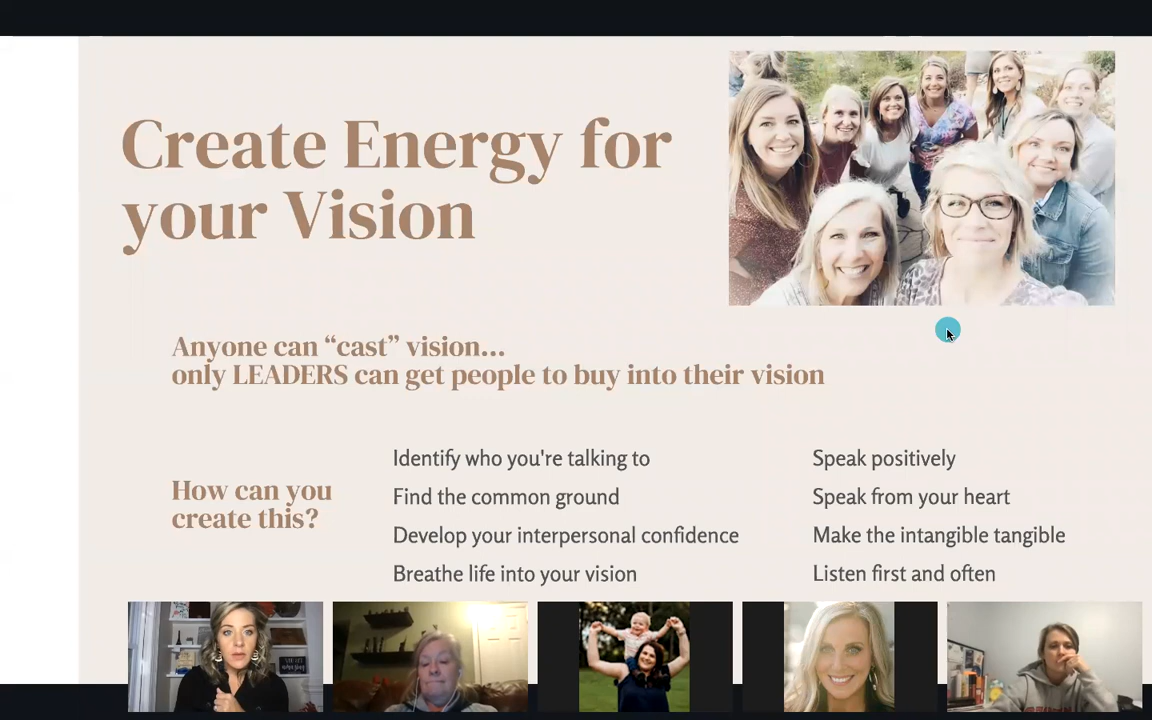 Create Energy for
your Vision
Anyone can “cast” vision...
only LEADERS can get people to buy into their vision
How can you
create this?
Identify who you're talking to
Find the common ground
Develop your interpersonal confidence
Breathe life into your vision
Speak positively
Speak from your heart
Make the intangible tangible
Listen first and often